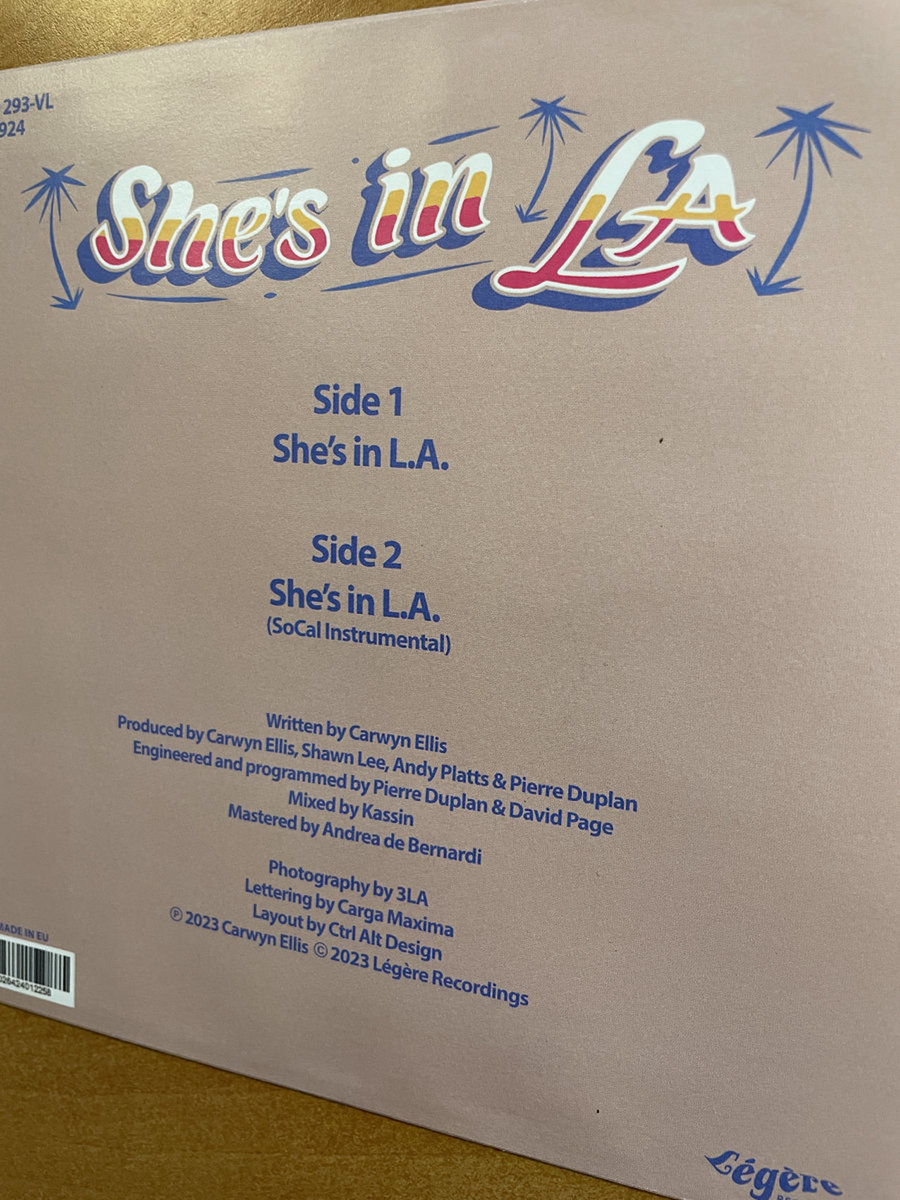 293-VL
924
She's in LA
Side 1
She's in L.A.
Side 2
She's in L.A.
(SoCal Instrumental)
Written by Carwyn Ellis
Produced by Carwyn Ellis, Shawn Lee, Andy Platts & Pierre Duplan
Engineered and programmed by Pierre Duplan & David Page
Mixed by Kassin
Mastered by Andrea de Bernardi
Photography by 3LA
Lettering by Carga Maxima
Layout by Ctrl Alt Design
℗ 2023 Carwyn Ellis © 2023 Légère Recordings
MADE IN EU
Légère